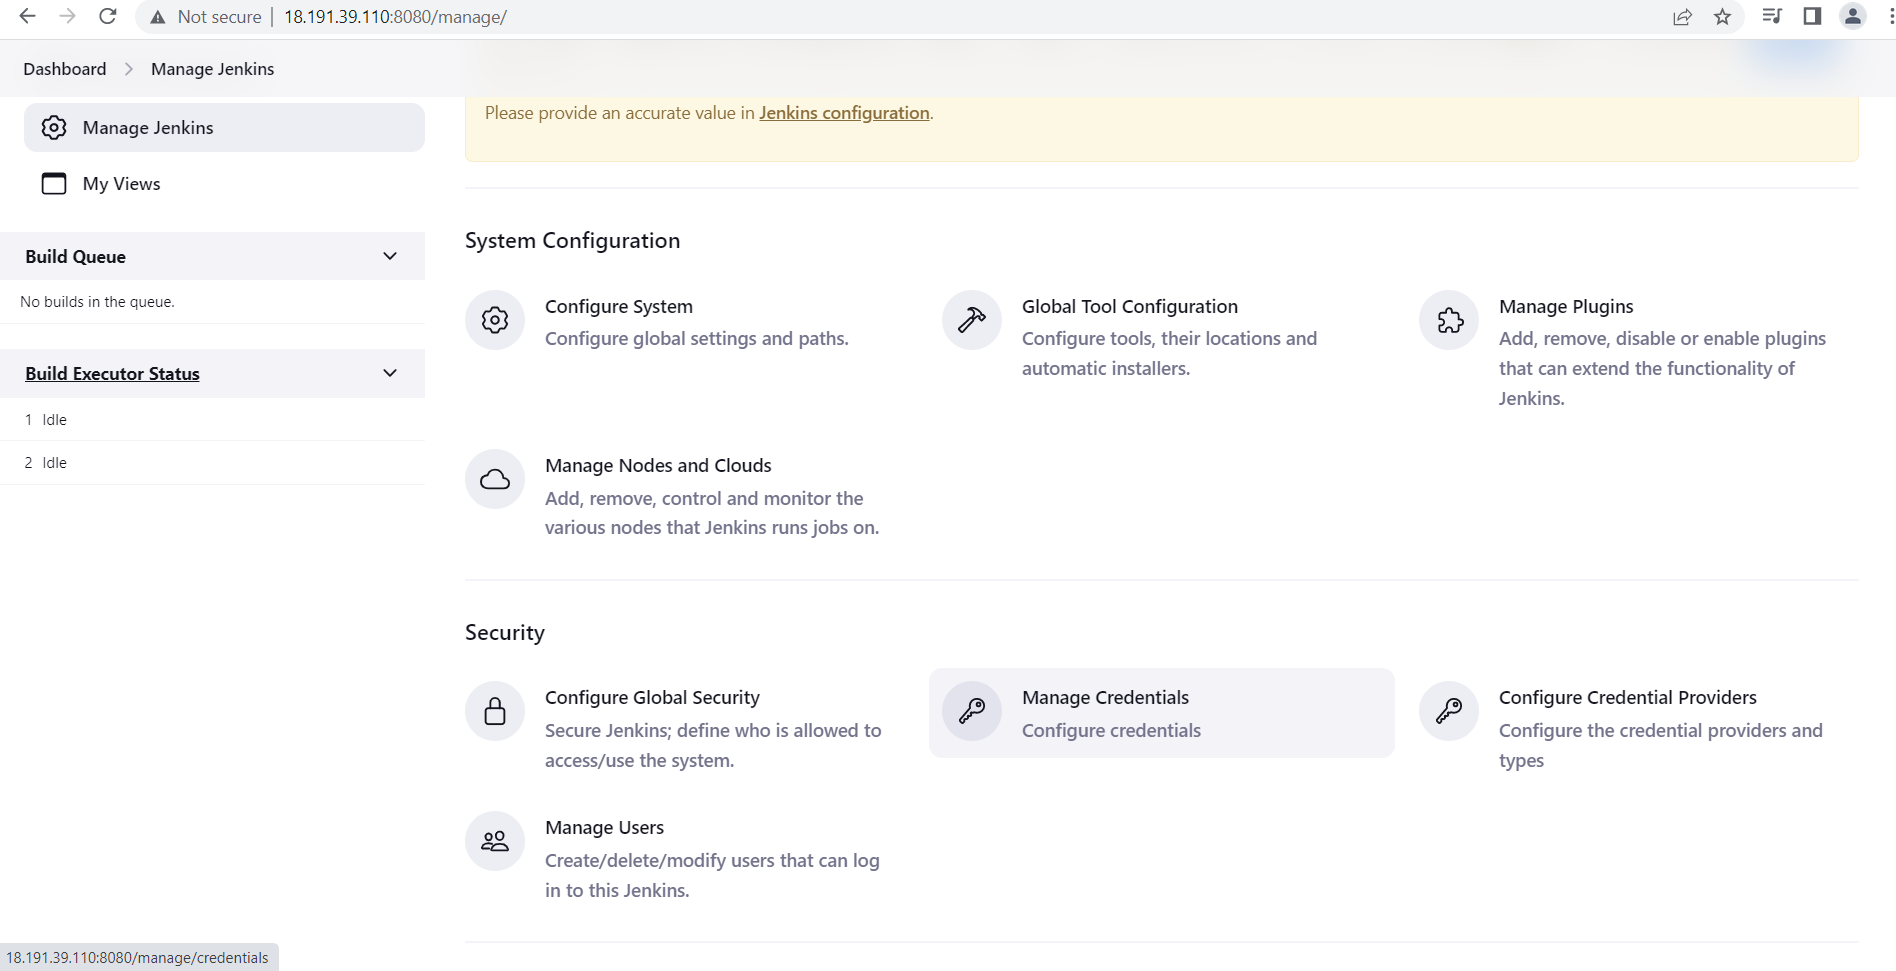 Not secure | 18.191.39.110:8080/manage/
Dashboard > Manage Jenkins
Manage Jenkins
My Views
Build Queue
No builds in the queue.
Build Executor Status
1 Idle
2 Idle
Please provide an accurate value in Jenkins configuration.
System Configuration
Configure System
Configure global settings and paths.
Global Tool Configuration
Configure tools, their locations and
automatic installers.
Manage Plugins
Add, remove, disable or enable plugins
that can extend the functionality of
Jenkins.
Manage Nodes and Clouds
Add, remove, control and monitor the
various nodes that Jenkins runs jobs on.
Security
Configure Global Security
Secure Jenkins; define who is allowed to
access/use the system.
Manage Credentials
Configure credentials
Configure Credential Providers
Configure the credential providers and
types
Manage Users
Create/delete/modify users that can log
in to this Jenkins.
18.191.39.110:8080/manage/credentials